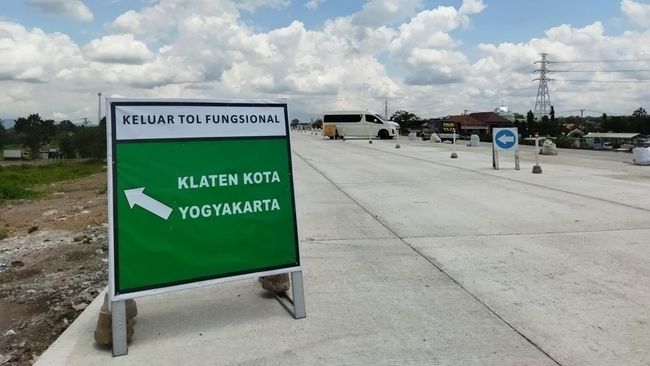 KELUAR TOL FUNGSIONAL
KLATEN KOTA
YOGYAKARTA